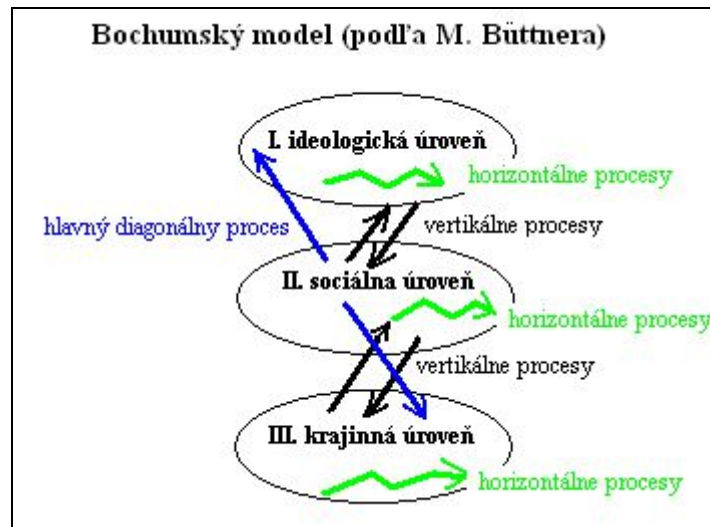 Bochumský model (podľa M. Büttnera)
I. ideologická úroveň
horizontálne procesy
hlavný diagonálny proces
vertikálne procesy
II. sociálna úroveň
horizontálne procesy
vertikálne procesy
III. krajinná úroveň
horizontálne procesy